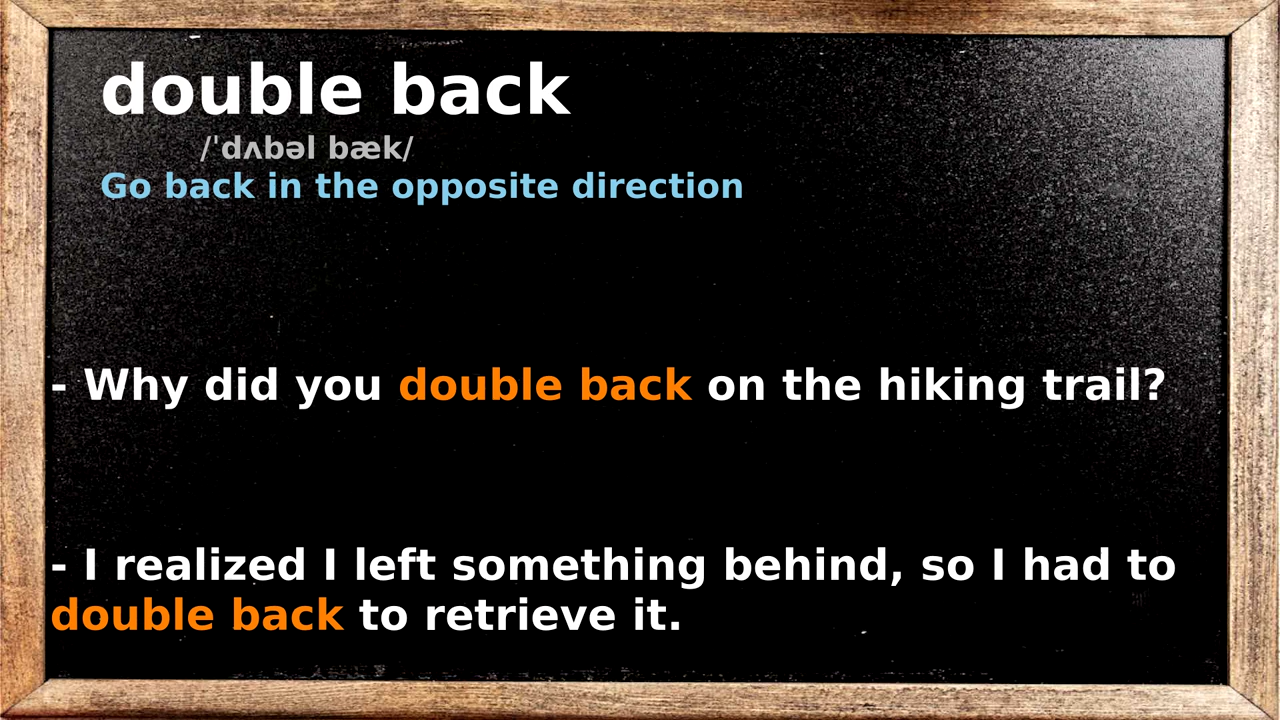 double back
/ˈdʌbəl bæk/
Go back in the opposite direction
- Why did you double back on the hiking trail?
- I realized I left something behind, so I had to
double back to retrieve it.